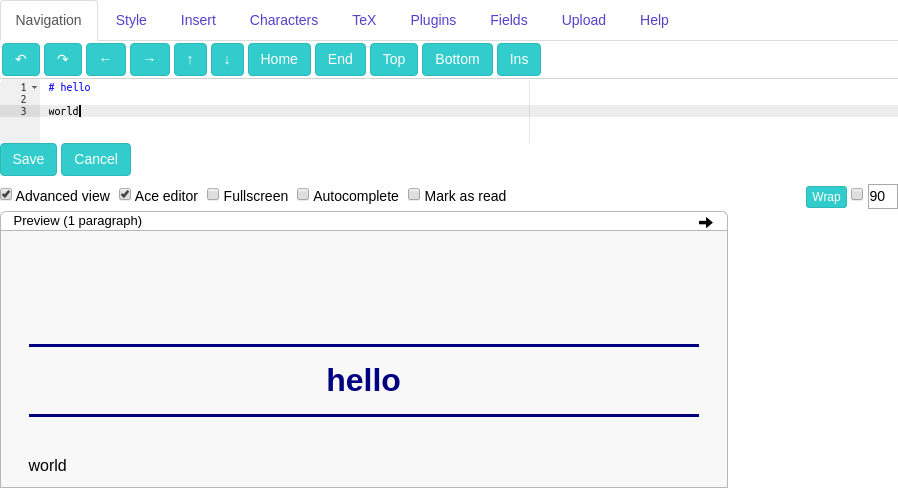 Navigation Style Insert Characters TeX Plugins Fields Upload Help
↶ ↷ ← → ↑ ↓ Home End Top Bottom Ins
1 # hello
2
3 world
Save Cancel
Advanced view Ace editor Fullscreen Autocomplete Mark as read Wrap 90
Preview (1 paragraph)
hello
world